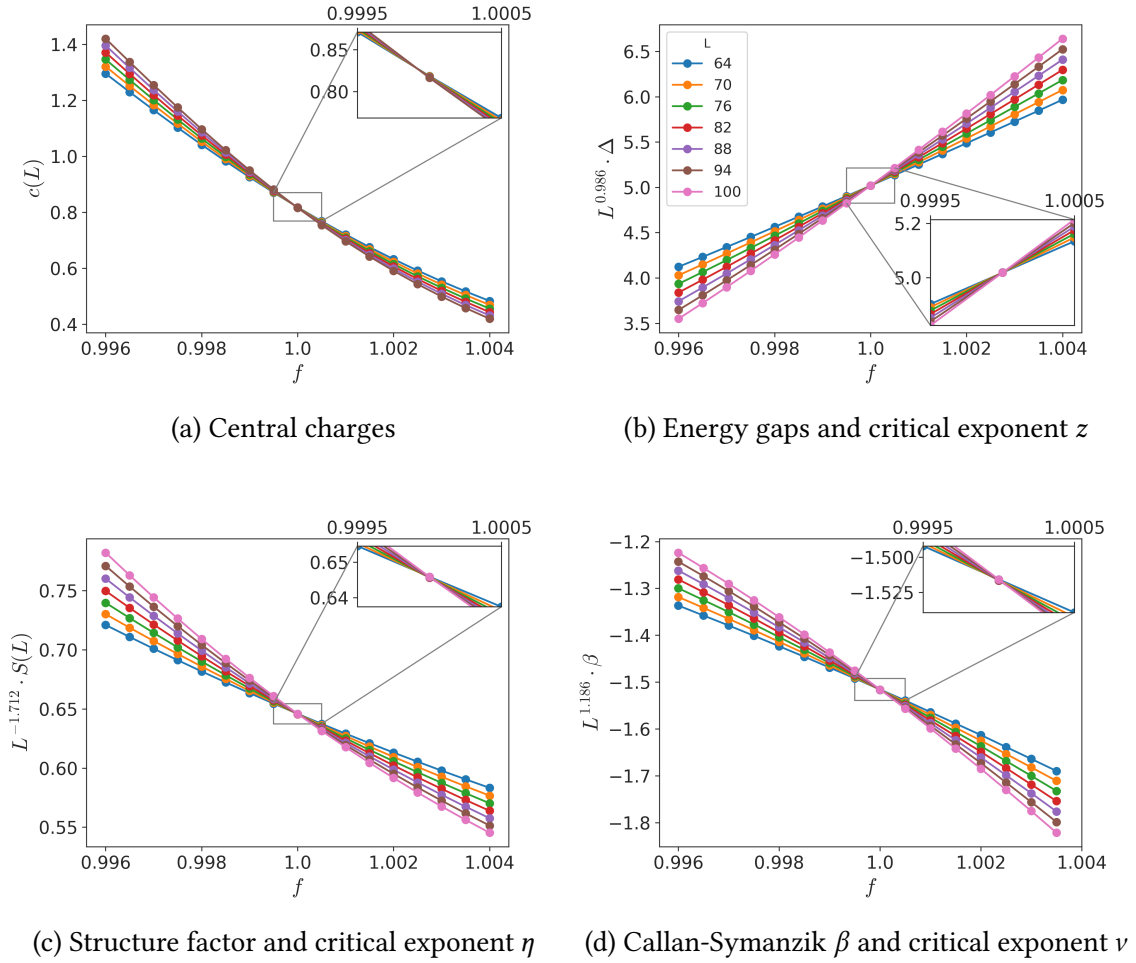 0.9995 1.0005
1.4
1.2
1.0
0.8
0.6
0.4
0.85
0.80
c(L)
0.996 0.998 1.0 1.002 1.004
f
(a) Central charges
L
64
70
76
82
88
94
100
6.5
6.0
5.5
5.0
4.5
4.0
3.5
0.9995 1.0005
5.2
5.0
L^0.986 · Δ
0.996 0.998 1.0 1.002 1.004
f
(b) Energy gaps and critical exponent z
0.9995 1.0005
0.75
0.70
0.65
0.60
0.55
0.65
0.64
L^−1.712 · S(L)
0.996 0.998 1.0 1.002 1.004
f
(c) Structure factor and critical exponent η
0.9995 1.0005
−1.2
−1.3
−1.4
−1.5
−1.6
−1.7
−1.8
−1.500
−1.525
L^1.186 · β
0.996 0.998 1.0 1.002 1.004
f
(d) Callan-Symanzik β and critical exponent ν